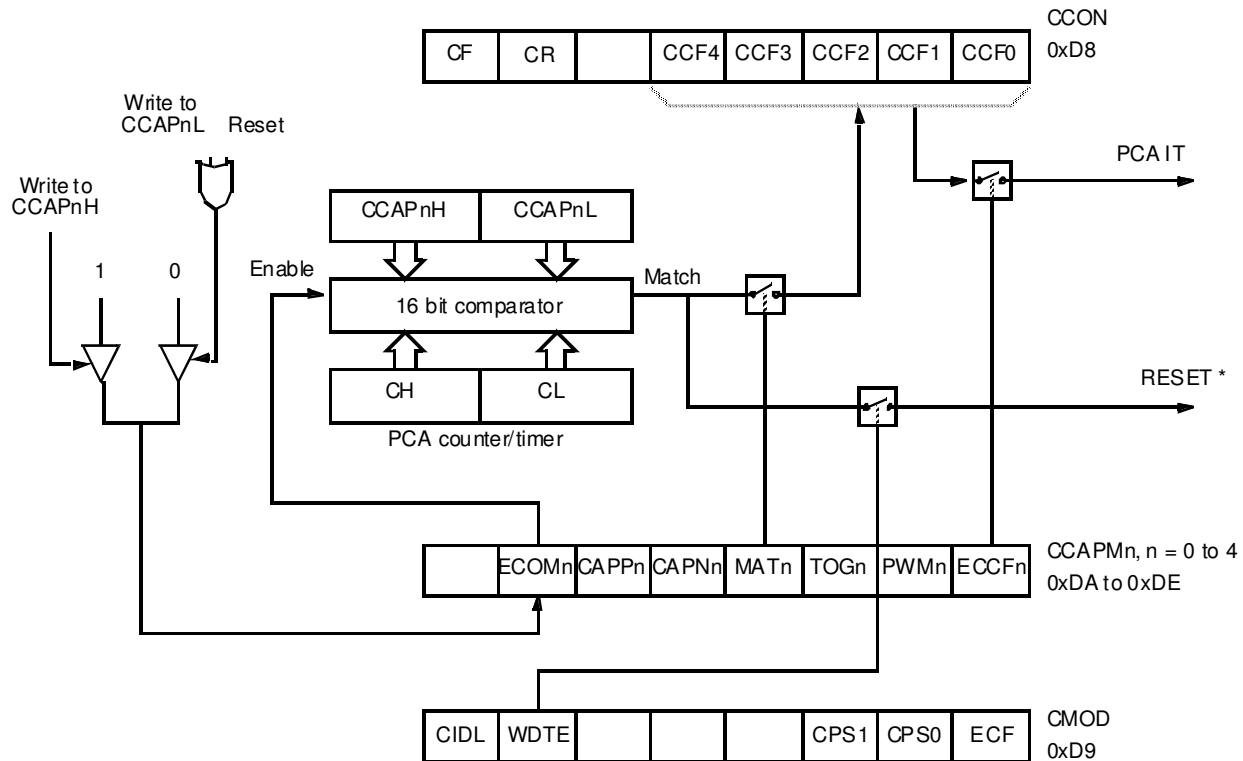 CCON
0xD8
CF CR CCF4 CCF3 CCF2 CCF1 CCF0
Write to
CCAPnL Reset
PCA IT
Write to
CCAPnH
CCAPnH CCAPnL
1 0
Enable
Match
16 bit comparator
RESET *
CH CL
PCA counter/timer
ECOMn CAPPn CAPNn MATn TOGn PWMn ECCFn
CCAPMn, n = 0 to 4
0xDA to 0xDE
CIDL WDTE CPS1 CPS0 ECF
CMOD
0xD9